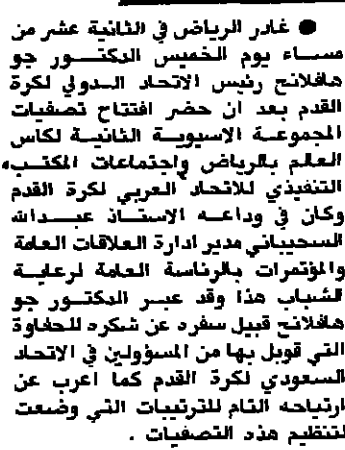 ● غادر الرياض في الثانية عشر من
مساء يوم الخميس الدكتور جو
هافلانج رئيس الاتحاد الدولي لكرة
القدم بعد ان حضر افتتاح تصفيات
المجموعة الاسيوية الثانية لكاس
العالم بالرياض واجتماعات المكتب
التنفيذي للاتحاد العربي لكرة القدم
وكان في وداعه الاستاذ عبدالله
السحيباني مدير ادارة العلاقات العامة
والمؤتمرات بالرئاسة العامة لرعاية
الشباب هذا وقد عبر الدكتور جو
هافلانج قبيل سفره عن شكره للحفاوة
التي قوبل بها من المسؤولين في الاتحاد
السعودي لكرة القدم كما اعرب عن
ارتياحه التام للترتيبات التي وضعت
لتنظيم هذه التصفيات .